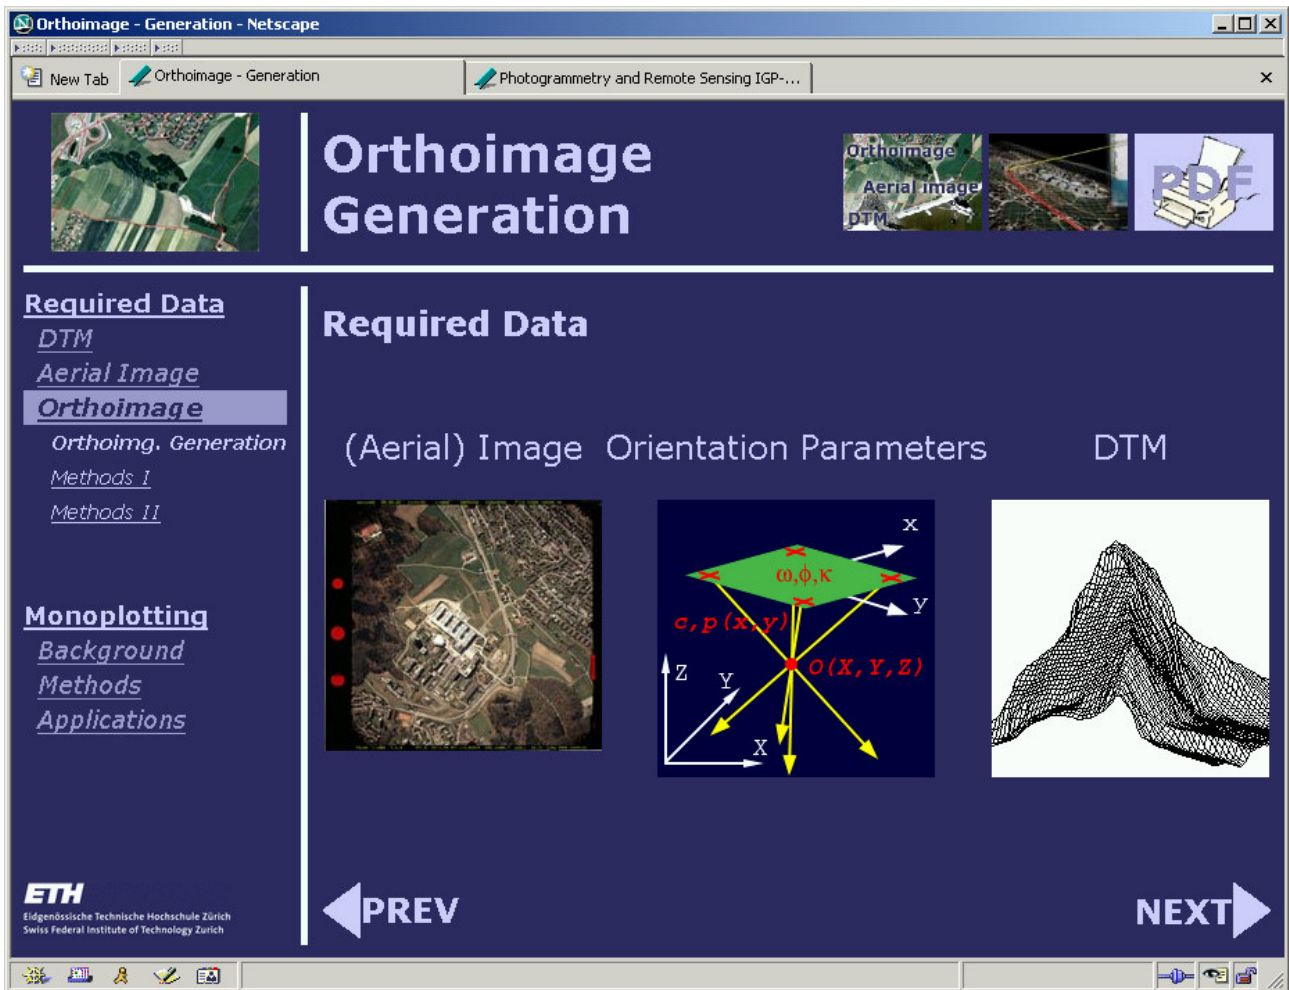 Orthoimage - Generation - Netscape
New Tab
Orthoimage - Generation
Photogrammetry and Remote Sensing IGP-...
Orthoimage
Generation
Orthoimage
Aerial image
DTM
PDF
Required Data
DTM
Aerial Image
Orthoimage
Orthoimg. Generation
Methods I
Methods II
Monoplotting
Background
Methods
Applications
Required Data
(Aerial) Image
Orientation Parameters
DTM
x
ω,ϕ,κ
y
c,p(x,y)
O(X,Y,Z)
Z
Y
X
ETH
Eidgenössische Technische Hochschule Zürich
Swiss Federal Institute of Technology Zurich
PREV
NEXT